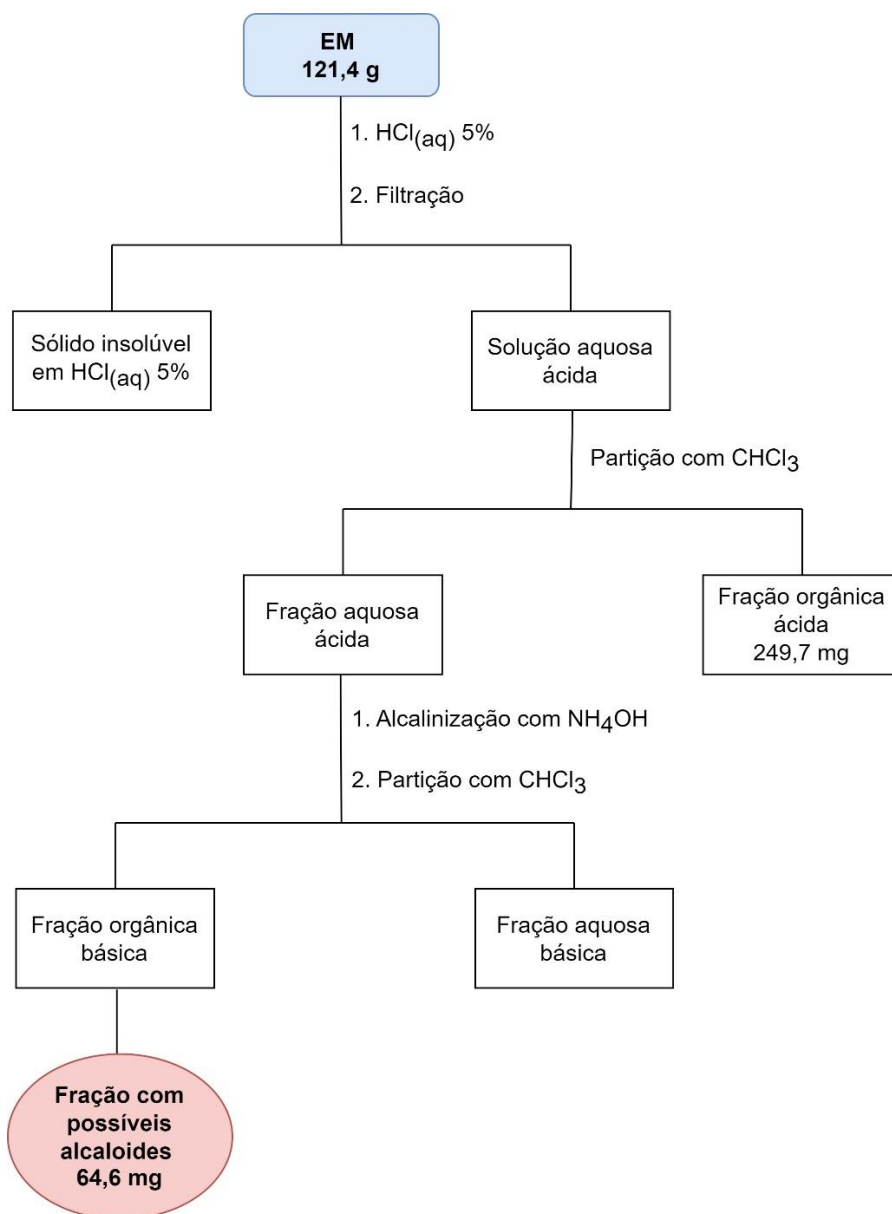 EM
121,4 g
1. HCl(aq) 5%
2. Filtração
Sólido insolúvel
em HCl(aq) 5%
Solução aquosa
ácida
Partição com CHCl3
Fração aquosa
ácida
Fração orgânica
ácida
249,7 mg
1. Alcalinização com NH4OH
2. Partição com CHCl3
Fração orgânica
básica
Fração aquosa
básica
Fração com
possíveis
alcaloides
64,6 mg